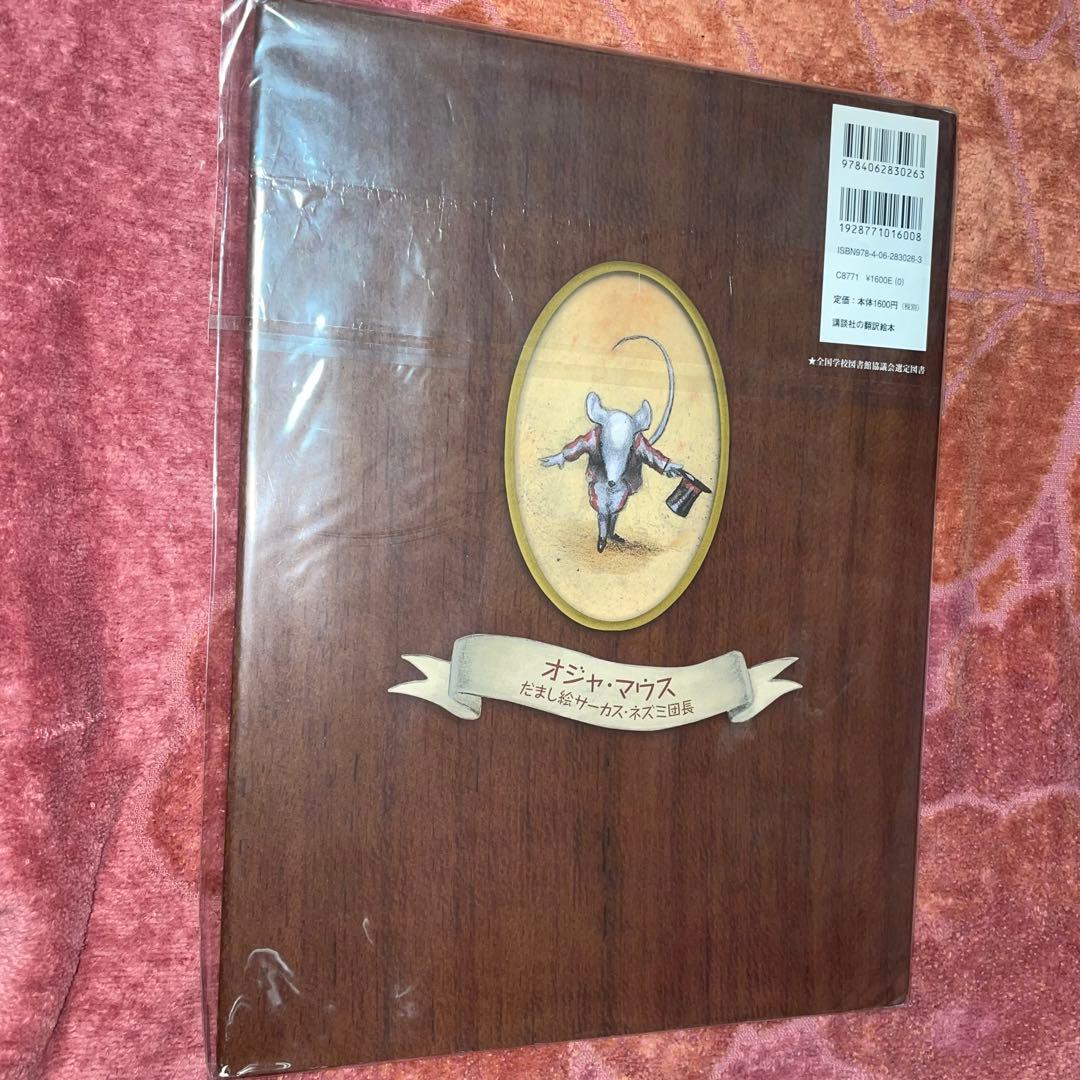 9784062830263
1928771016008
ISBN978-4-06-283026-3
C8771 ¥1600E (0)
定価：本体1600円（税別）
講談社の翻訳絵本
★全国学校図書館協議会選定図書
オジャ・マウス
だまし絵サーカス・ネズミ団長